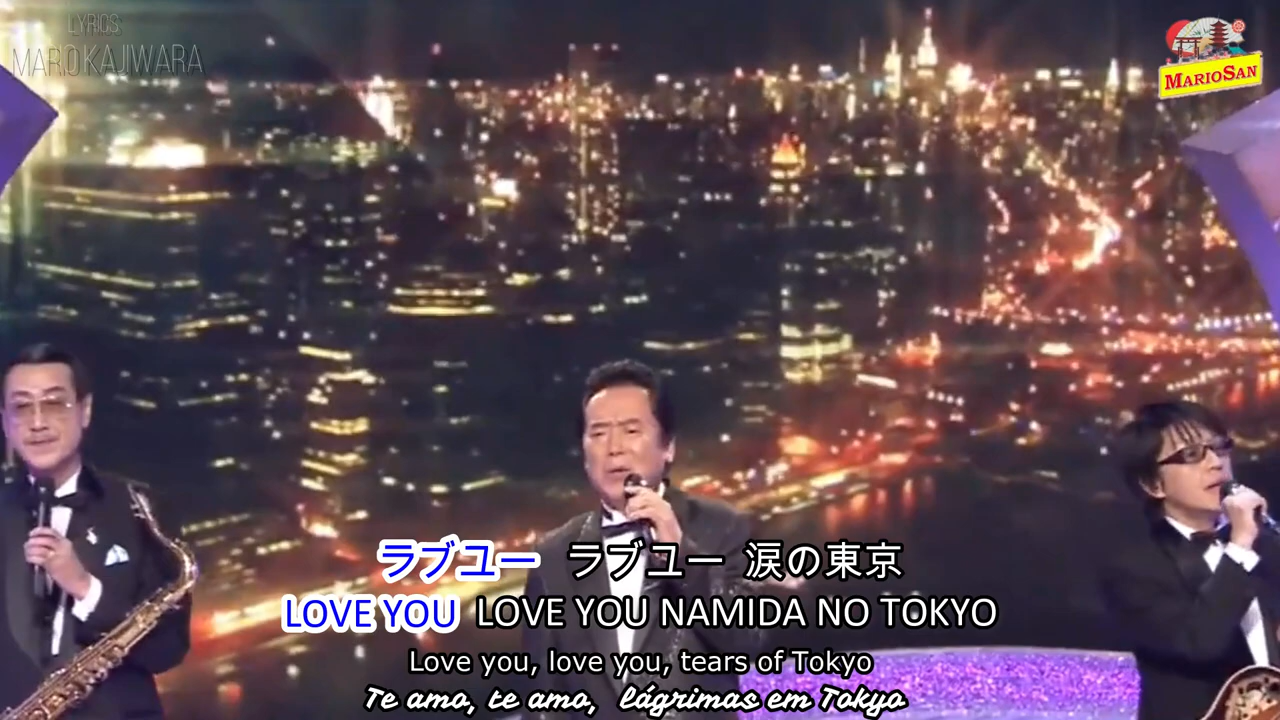 LYRICS
MARIO KAJIWARA
MARIOSAN
ラブユー ラブユー 涙の東京
LOVE YOU LOVE YOU NAMIDA NO TOKYO
Love you, love you, tears of Tokyo
Te amo, te amo, lágrimas em Tokyo